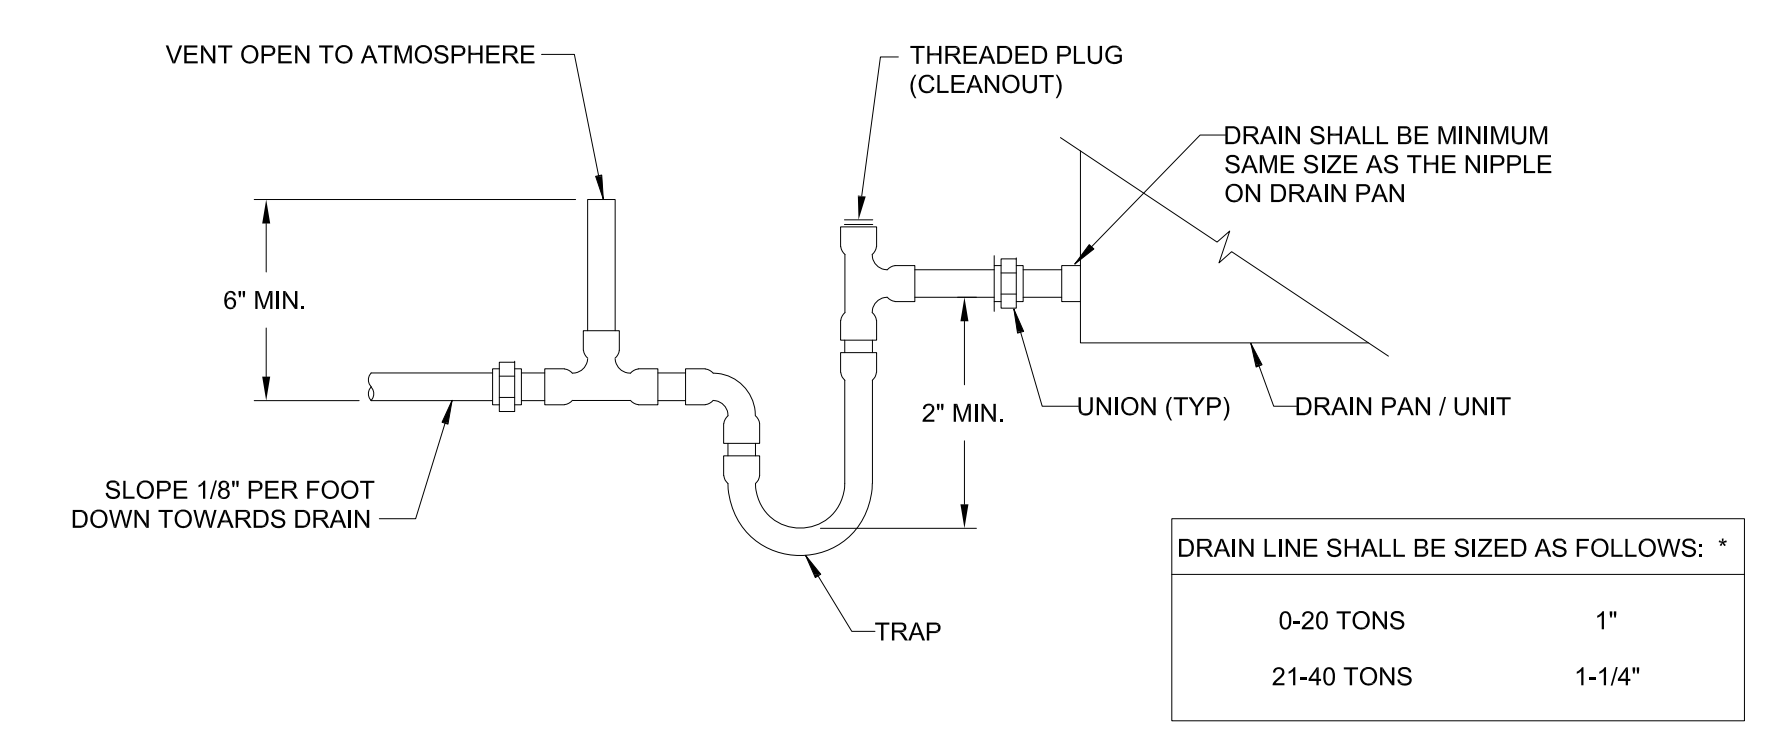 VENT OPEN TO ATMOSPHERE
THREADED PLUG
(CLEANOUT)
DRAIN SHALL BE MINIMUM
SAME SIZE AS THE NIPPLE
ON DRAIN PAN
6" MIN.
2" MIN.
UNION (TYP)
DRAIN PAN / UNIT
SLOPE 1/8" PER FOOT
DOWN TOWARDS DRAIN
TRAP
DRAIN LINE SHALL BE SIZED AS FOLLOWS: *
0-20 TONS 1"
21-40 TONS 1-1/4"